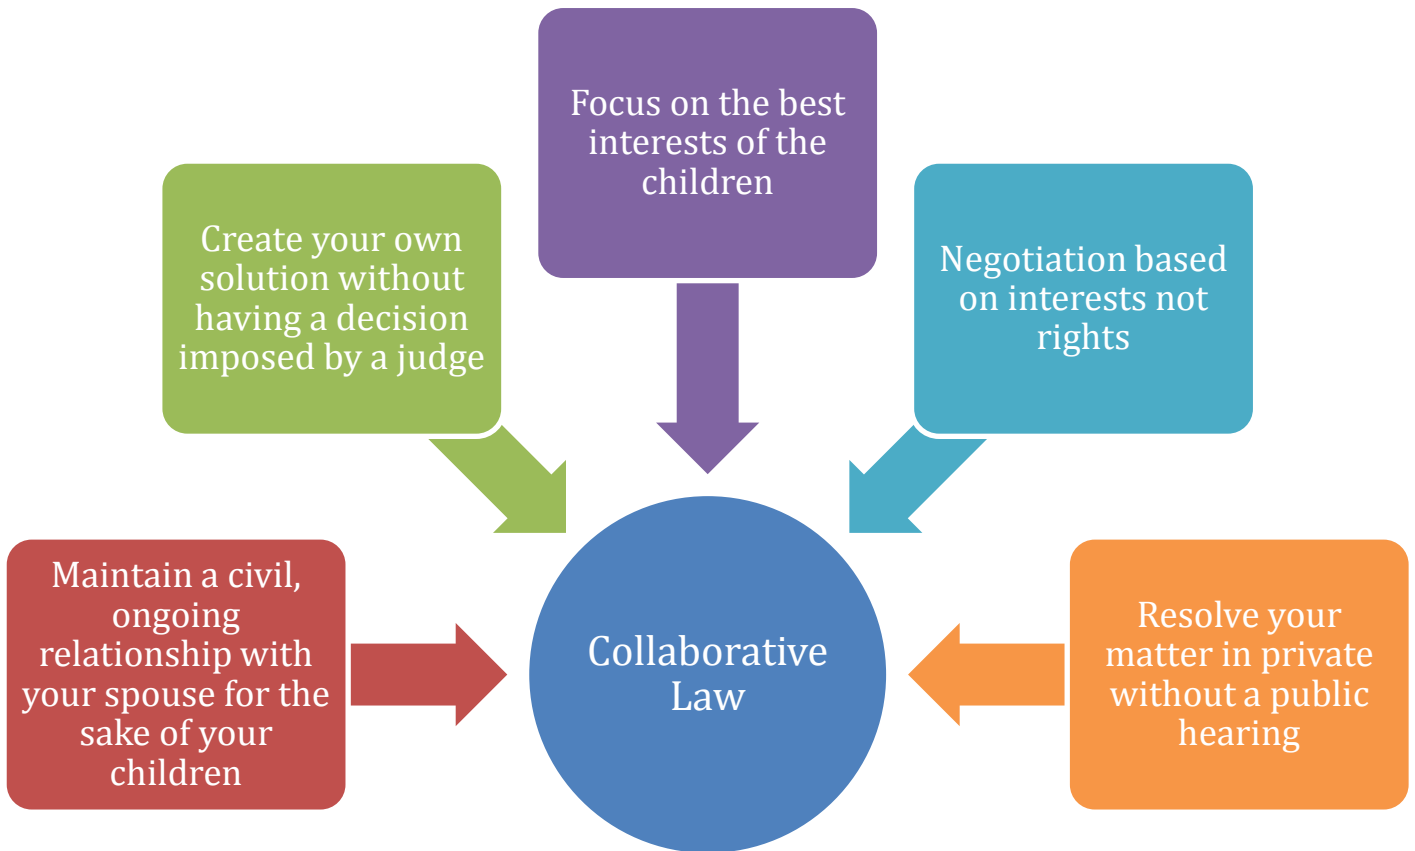 Focus on the best
interests of the
children
Create your own
solution without
having a decision
imposed by a judge
Negotiation based
on interests not
rights
Maintain a civil,
ongoing
relationship with
your spouse for the
sake of your
children
Collaborative
Law
Resolve your
matter in private
without a public
hearing